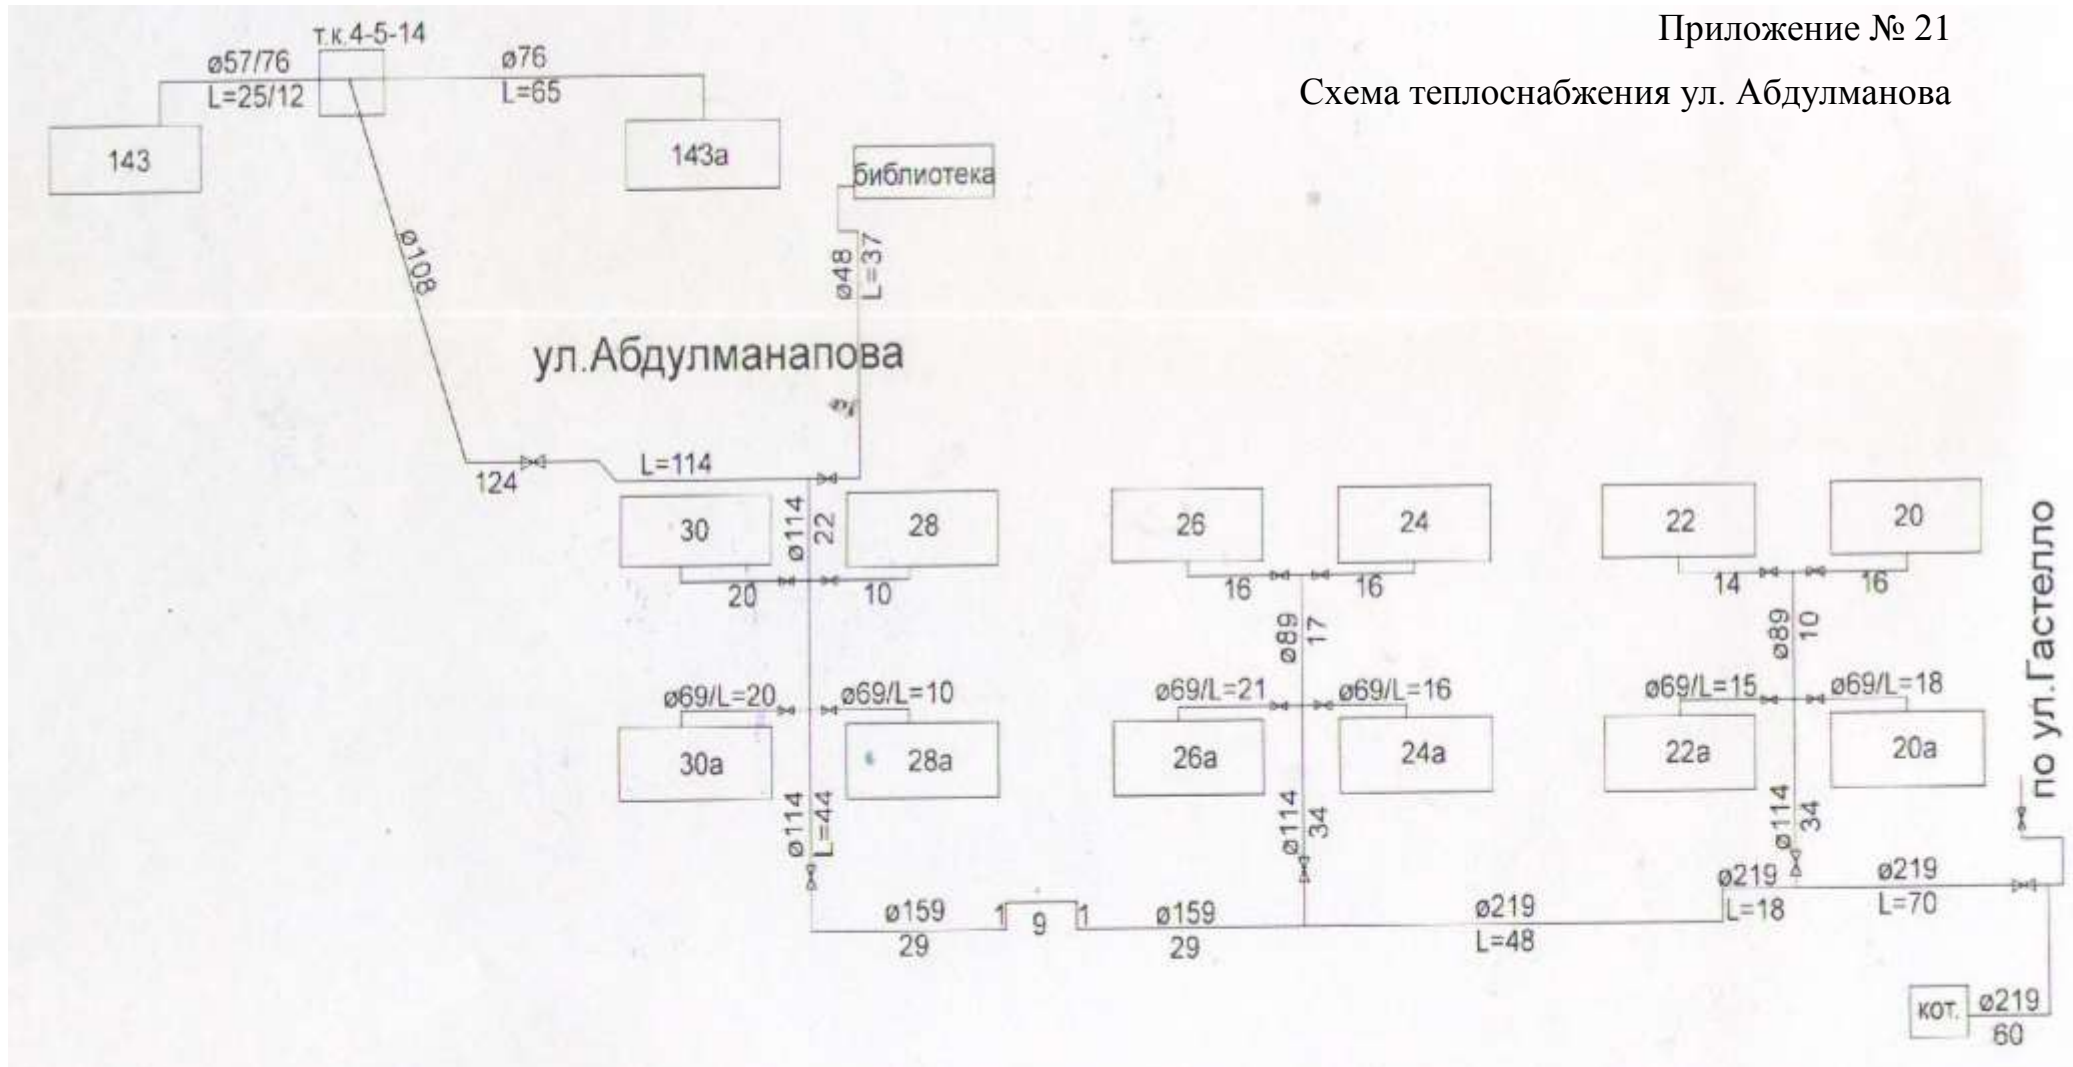 Приложение № 21
Схема теплоснабжения ул. Абдулманова
т.к.4-5-14
ø57/76
L=25/12
ø76
L=65
143
143а
библиотека
ø108
ø48
L=37
ул.Абдулманапова
124
L=114
30
28
26
24
22
20
ø114
22
20
10
16
16
14
16
ø89
17
ø89
10
по ул.Гастелло
ø69/L=20
ø69/L=10
ø69/L=21
ø69/L=16
ø69/L=15
ø69/L=18
30а
28а
26а
24а
22а
20а
ø114
L=44
ø114
34
ø114
34
ø159
29
1
9
1
ø159
29
ø219
L=48
ø219
L=18
ø219
L=70
кот.
ø219
60